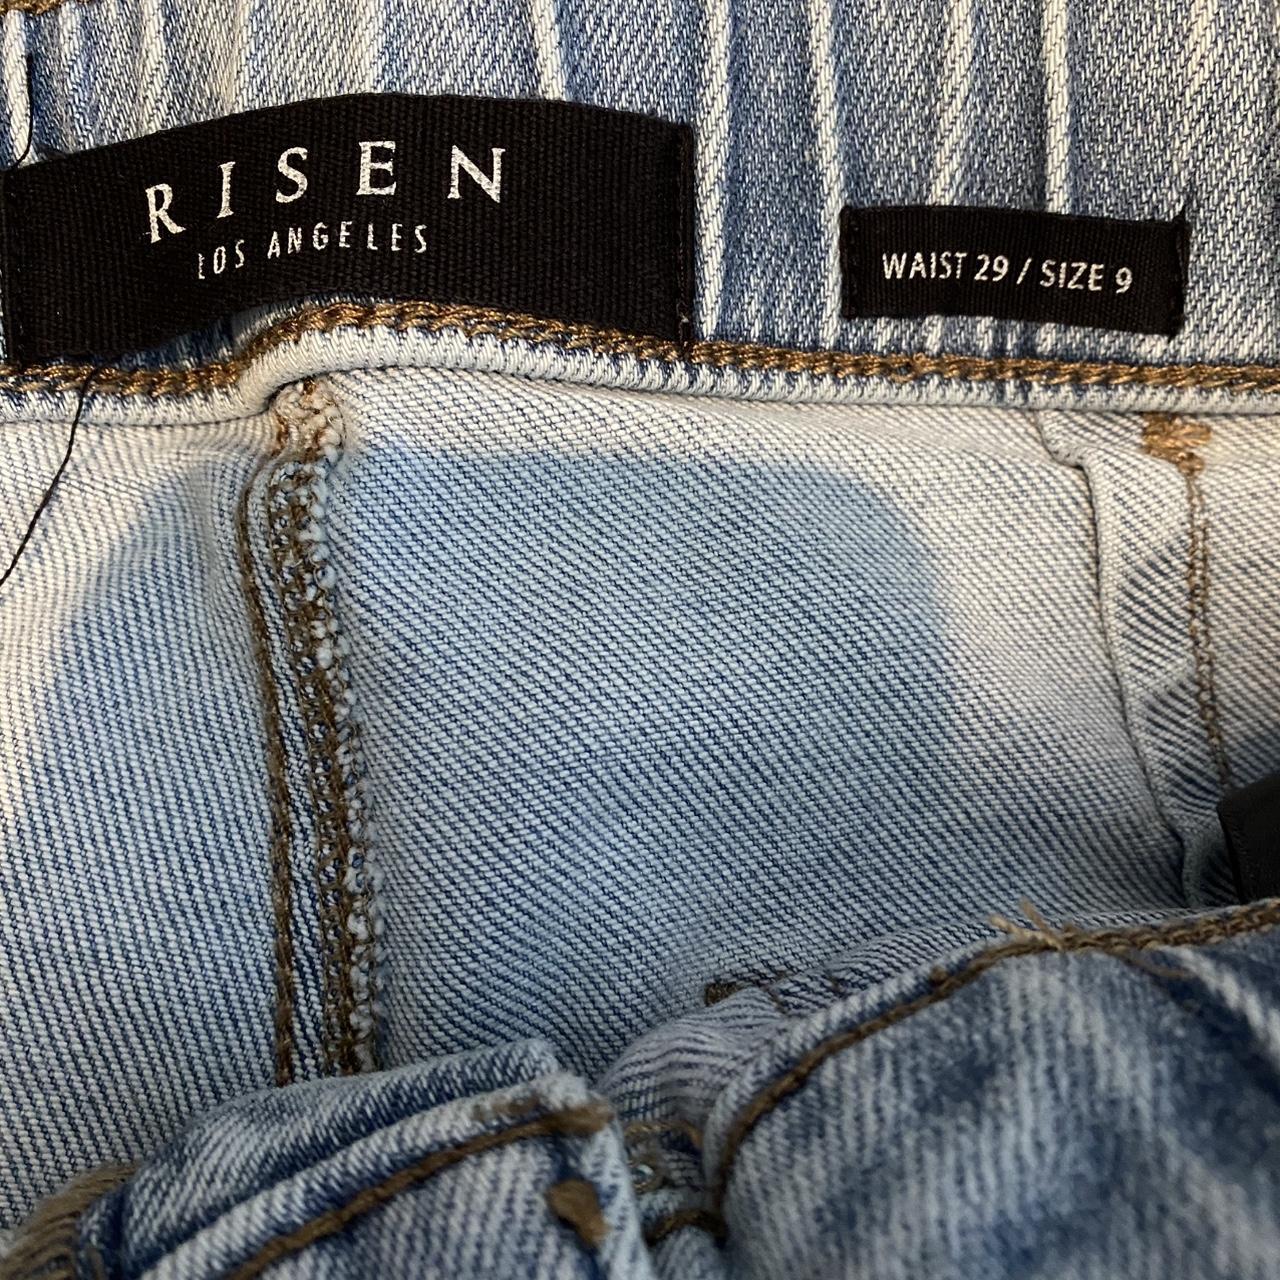 RISEN
LOS ANGELES
WAIST 29 / SIZE 9